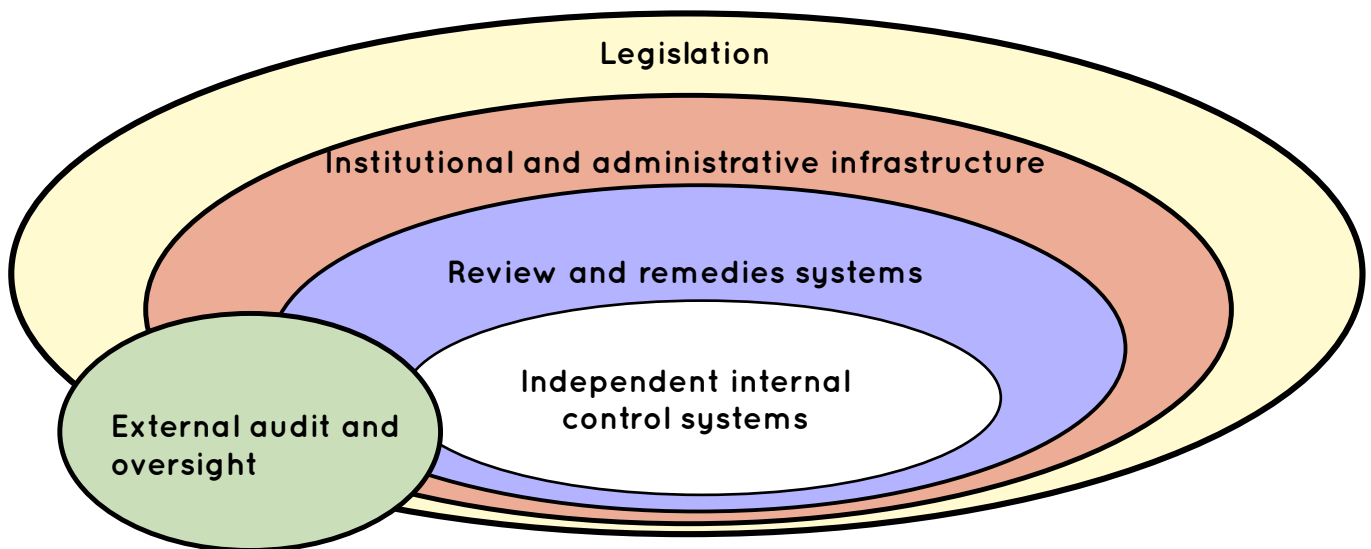 Legislation
Institutional and administrative infrastructure
Review and remedies systems
Independent internal
control systems
External audit and
oversight